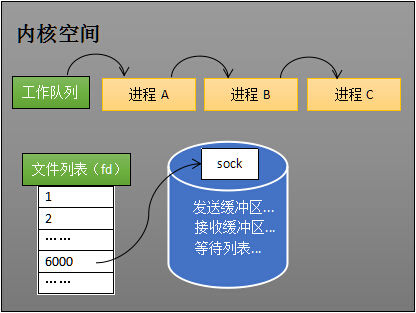 内核空间
工作队列
进程 A
进程 B
进程 C
文件列表（fd）
1
2
……
6000
……
sock
发送缓冲区...
接收缓冲区...
等待列表...